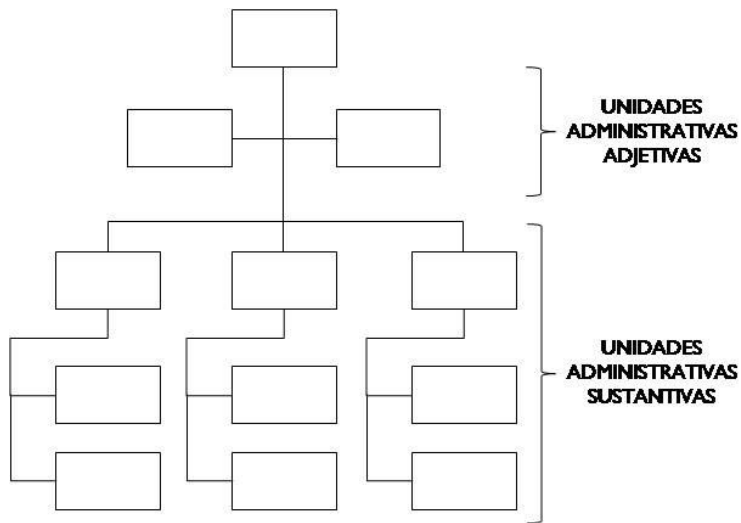 UNIDADES
ADMINISTRATIVAS
ADJETIVAS
UNIDADES
ADMINISTRATIVAS
SUSTANTIVAS